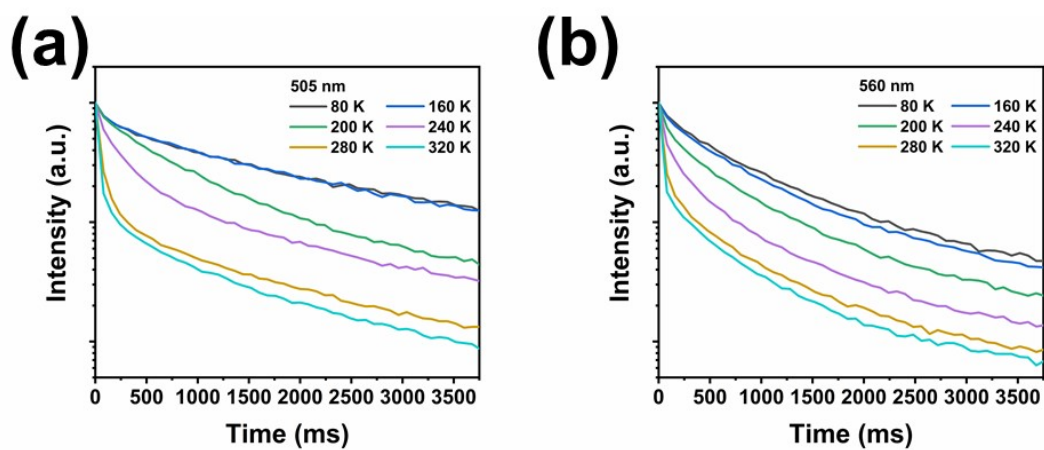 (a)
505 nm
80 K 160 K
200 K 240 K
280 K 320 K
Intensity (a.u.)
0 500 1000 1500 2000 2500 3000 3500
Time (ms)
(b)
560 nm
80 K 160 K
200 K 240 K
280 K 320 K
Intensity (a.u.)
0 500 1000 1500 2000 2500 3000 3500
Time (ms)